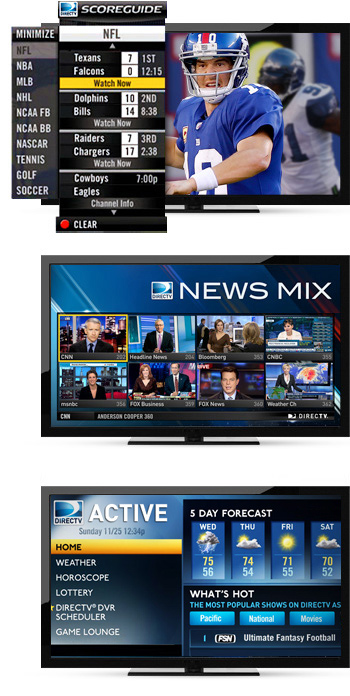 DIRECTV SCOREGUIDE
MINIMIZE
NFL
NBA
MLB
NHL
NCAA FB
NCAA BB
NASCAR
TENNIS
GOLF
SOCCER
NFL
Texans 7 1ST
Falcons 0 12:15
Watch Now
Dolphins 10 2ND
Bills 14 8:38
Watch Now
Raiders 7 3RD
Chargers 17 2:38
Watch Now
Cowboys 7:00p
Eagles
Channel Info
CLEAR
DIRECTV NEWS MIX
CNN 202
Headline News 204
Bloomberg 353
CNBC 355
msnbc 356
FOX Business 359
FOX News 360
Weather Ch 362
CNN ANDERSON COOPER 360
DIRECTV
DIRECTV ACTIVE
Sunday 11/25 12:34p
HOME
WEATHER
HOROSCOPE
LOTTERY
DIRECTV® DVR
SCHEDULER
GAME LOUNGE
5 DAY FORECAST
WED THU FRI SAT
75 74 71 70
56 54 55 52
WHAT'S HOT
THE MOST POPULAR SHOWS ON DIRECTV AS
Pacific National Movies
1 FSN Ultimate Fantasy Football